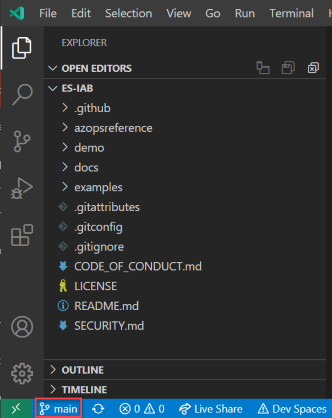 File Edit Selection View Go Run Terminal
EXPLORER
OPEN EDITORS
ES-IAB
.github
azopsreference
demo
docs
examples
.gitattributes
.gitconfig
.gitignore
CODE_OF_CONDUCT.md
LICENSE
README.md
SECURITY.md
OUTLINE
TIMELINE
main 0 0 Live Share Dev Spaces